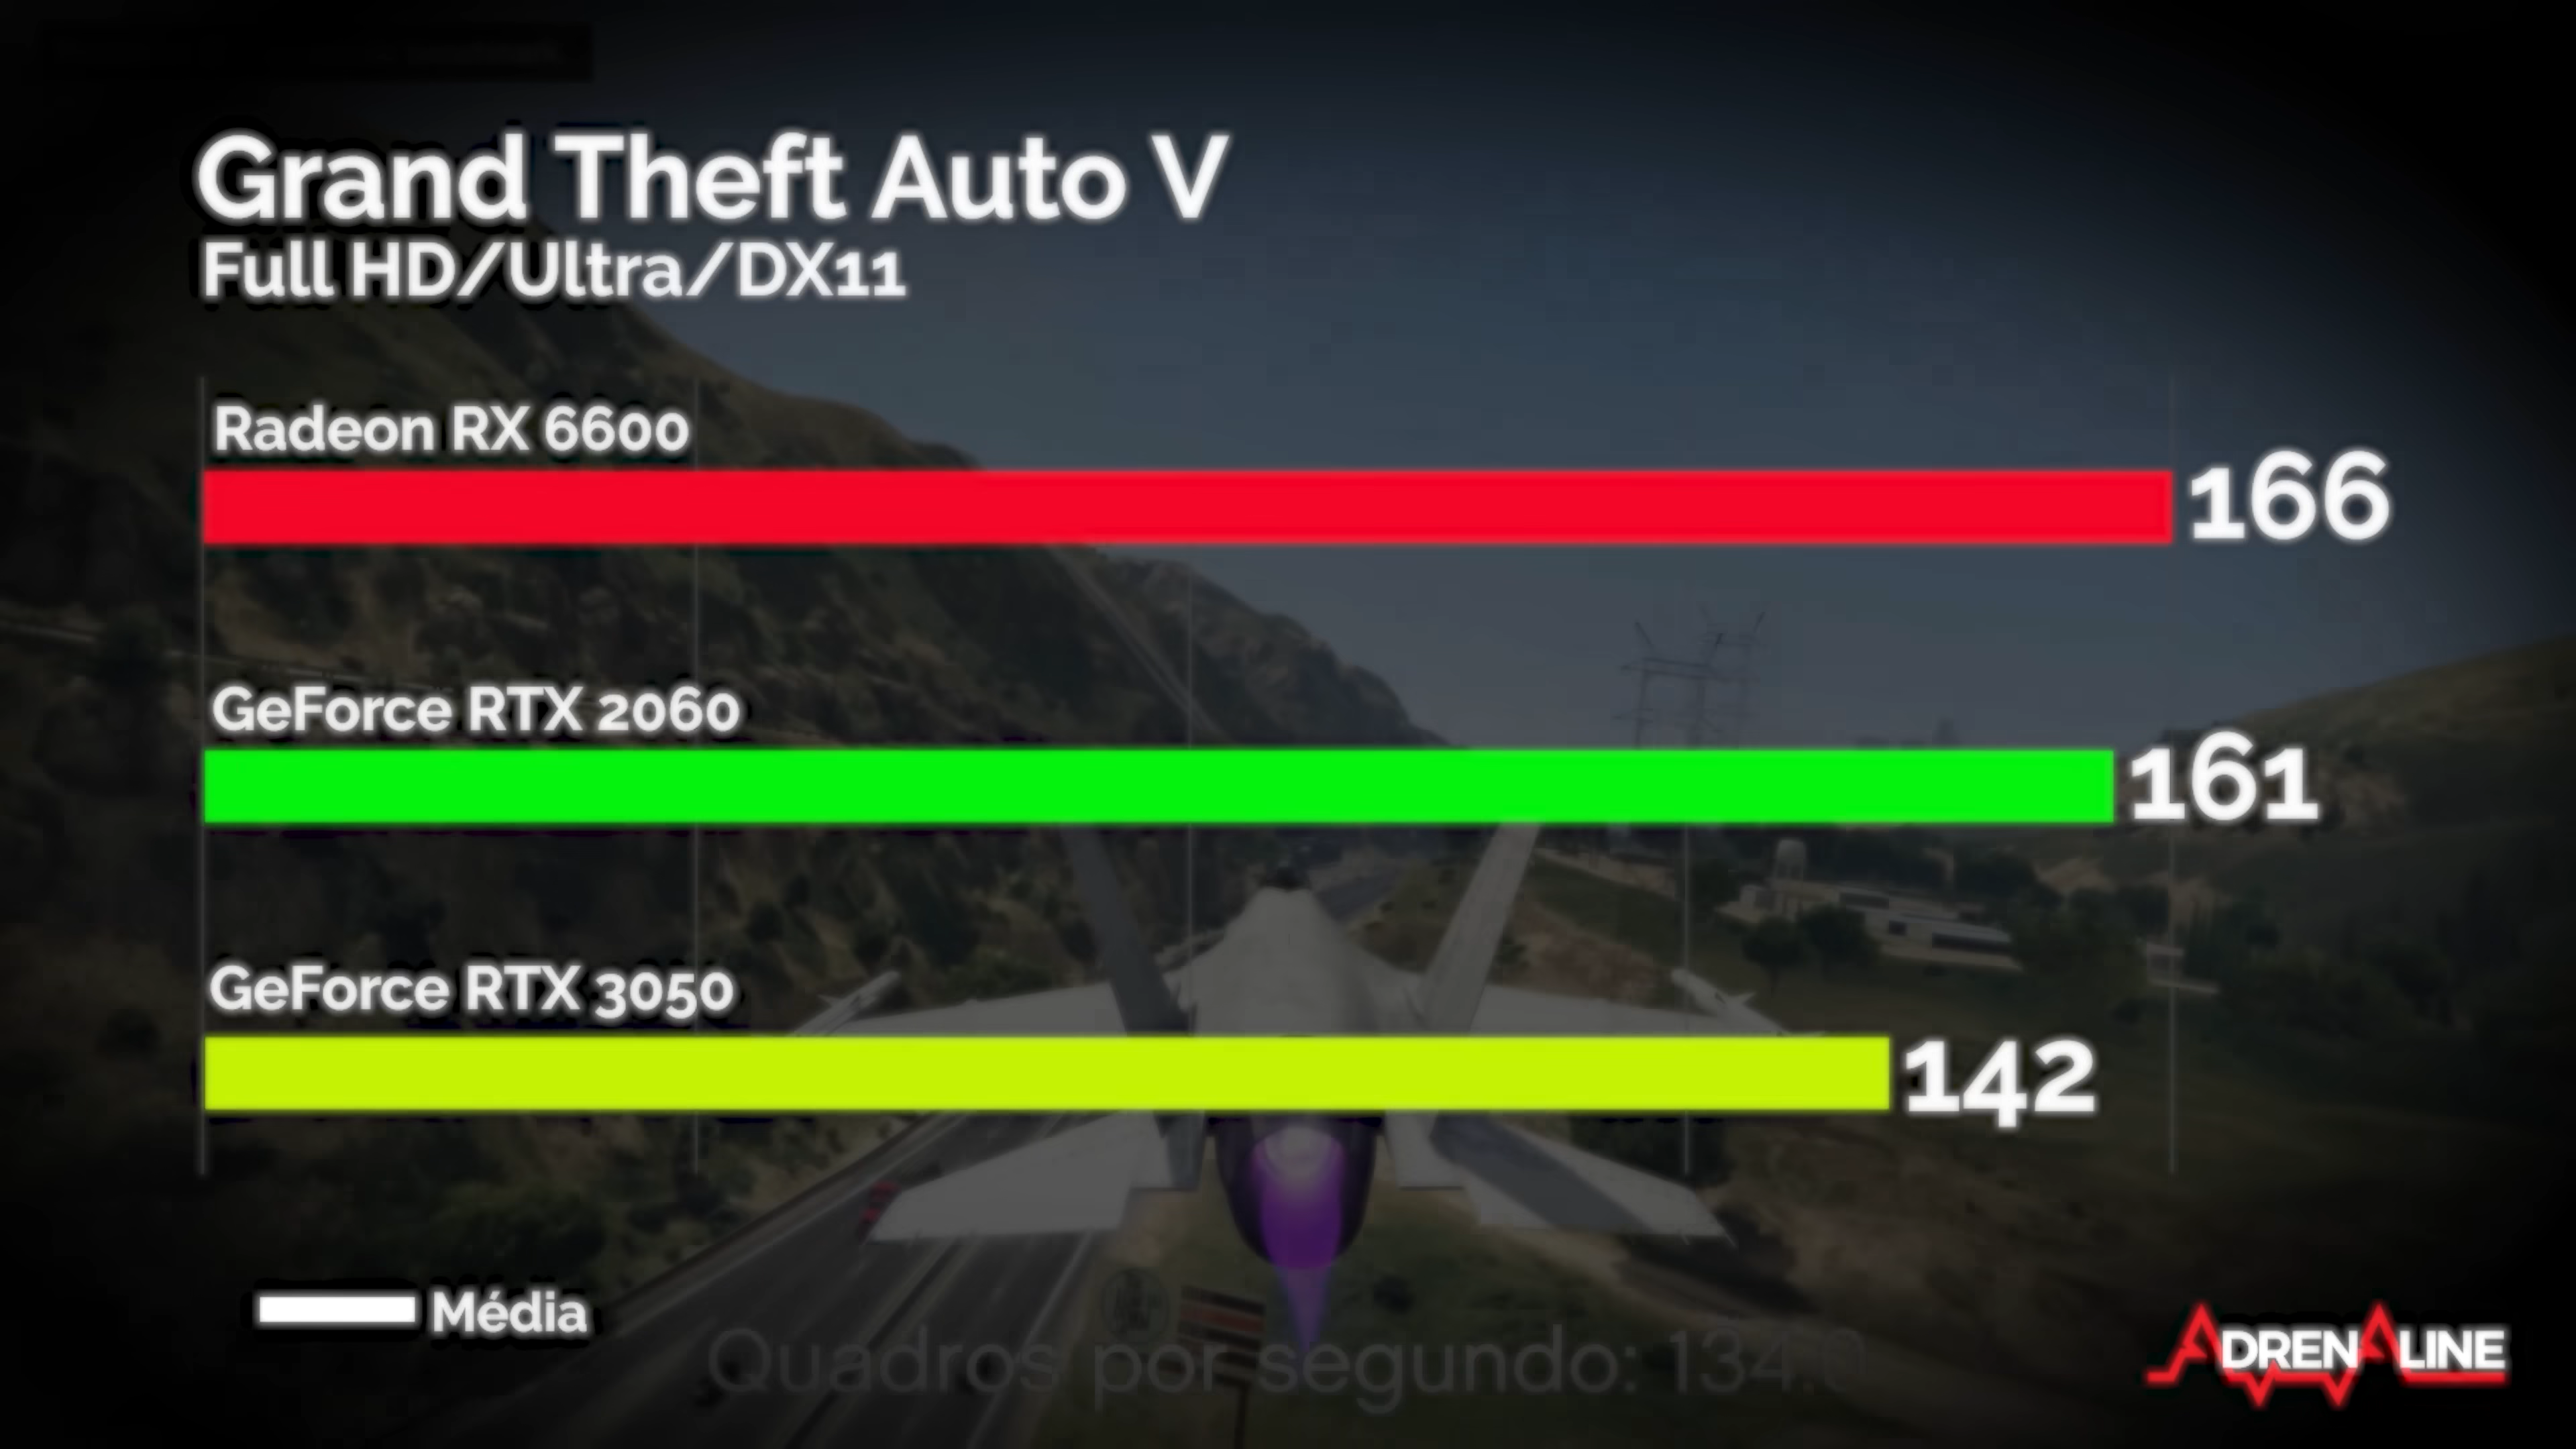 Grand Theft Auto V
Full HD/Ultra/DX11
Radeon RX 6600
166
GeForce RTX 2060
161
GeForce RTX 3050
142
Média
Quadros por segundo: 134.0
ADRENALINE